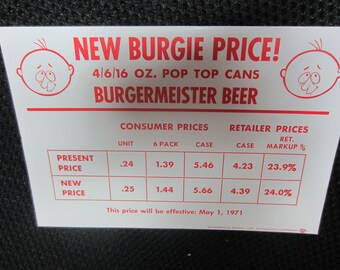 NEW BURGIE PRICE!
4/6/16 OZ. POP TOP CANS
BURGERMEISTER BEER
CONSUMER PRICES RETAILER PRICES
UNIT 6 PACK CASE CASE RET. MARKUP %
PRESENT PRICE .24 1.39 5.46 4.23 23.9%
NEW PRICE .25 1.44 5.66 4.39 24.0%
This price will be effective: May 1, 1971